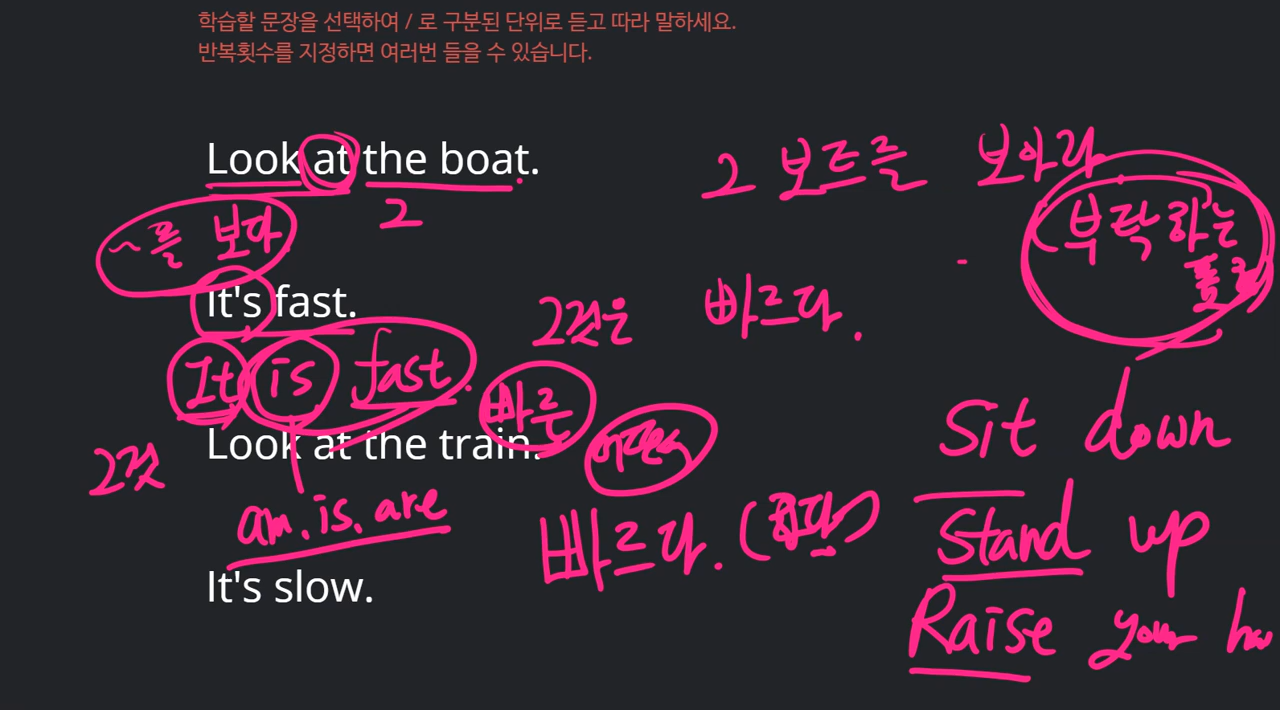 학습할 문장을 선택하여 / 로 구분된 단위로 듣고 따라 말하세요.
반복횟수를 지정하면 여러번 들을 수 있습니다.
Look at the boat.
그 보트를 보아라
~를 보다
그
부탁하는
It's fast.
그것은 빠르다.
It is fast.
빠른
Look at the train.
그것
am, is, are
빠르다.
Sit down
Stand up
It's slow.
Raise your